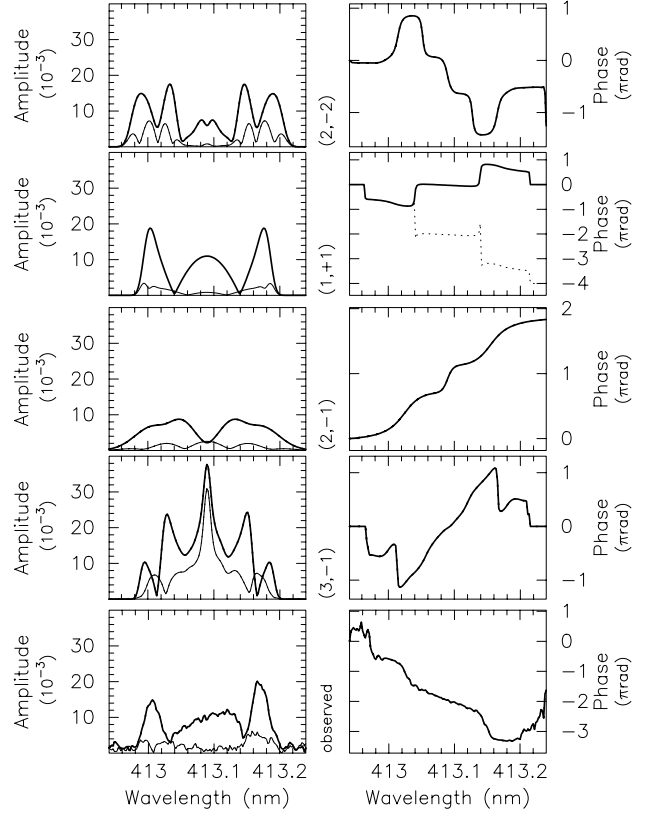 Amplitude
(10⁻³)
30
20
10
(2,−2)
1
0
−1
Phase
(πrad)
Amplitude
(10⁻³)
30
20
10
(1,+1)
1
0
−1
−2
−3
−4
Phase
(πrad)
Amplitude
(10⁻³)
30
20
10
(2,−1)
2
1
0
Phase
(πrad)
Amplitude
(10⁻³)
30
20
10
(3,−1)
1
0
−1
Phase
(πrad)
Amplitude
(10⁻³)
30
20
10
observed
1
0
−1
−2
−3
Phase
(πrad)
413 413.1 413.2
413 413.1 413.2
Wavelength (nm)
Wavelength (nm)